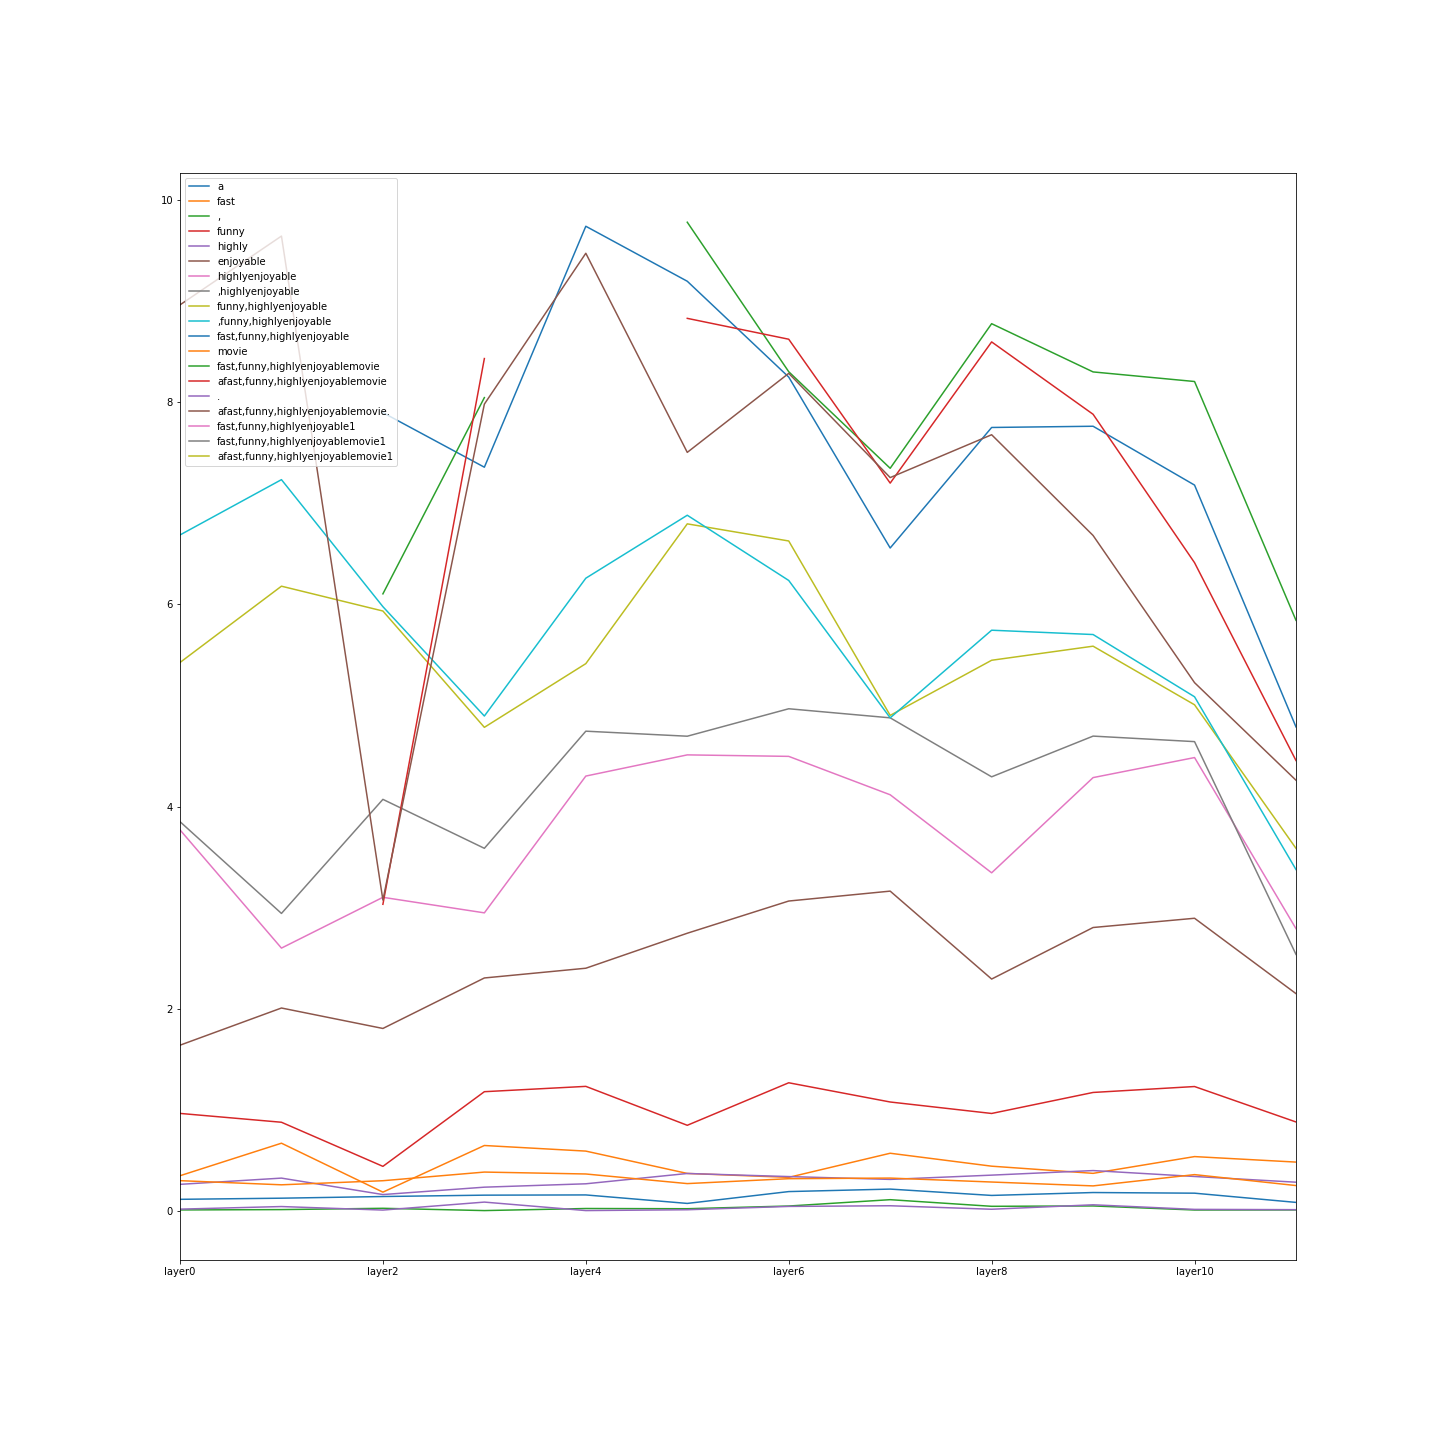 10
8
6
4
2
0
a
fast
,
funny
highly
enjoyable
highlyenjoyable
,highlyenjoyable
funny,highlyenjoyable
,funny,highlyenjoyable
fast,funny,highlyenjoyable
movie
fast,funny,highlyenjoyablemovie
afast,funny,highlyenjoyablemovie
.
afast,funny,highlyenjoyablemovie.
fast,funny,highlyenjoyable1
fast,funny,highlyenjoyablemovie1
afast,funny,highlyenjoyablemovie1
layer0 layer2 layer4 layer6 layer8 layer10